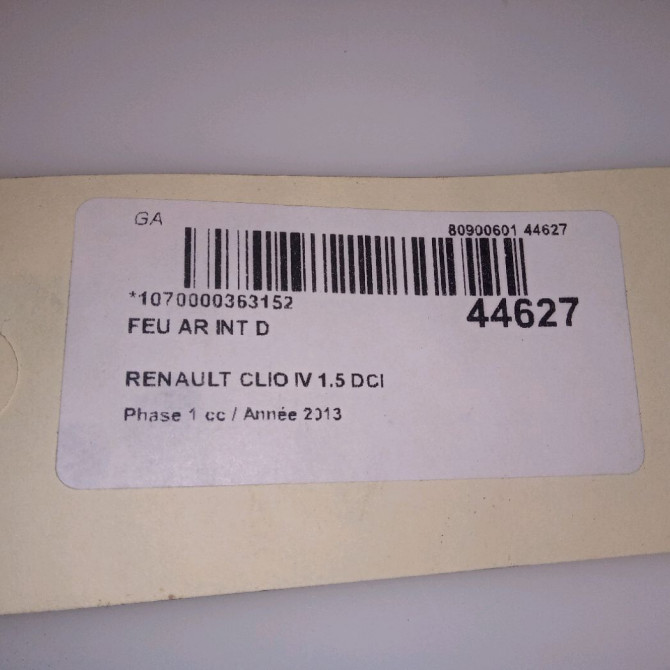 GA
80900601 44627
*1070000363152
44627
FEU AR INT D
RENAULT CLIO IV 1.5 DCI
Phase 1 cc / Année 2013